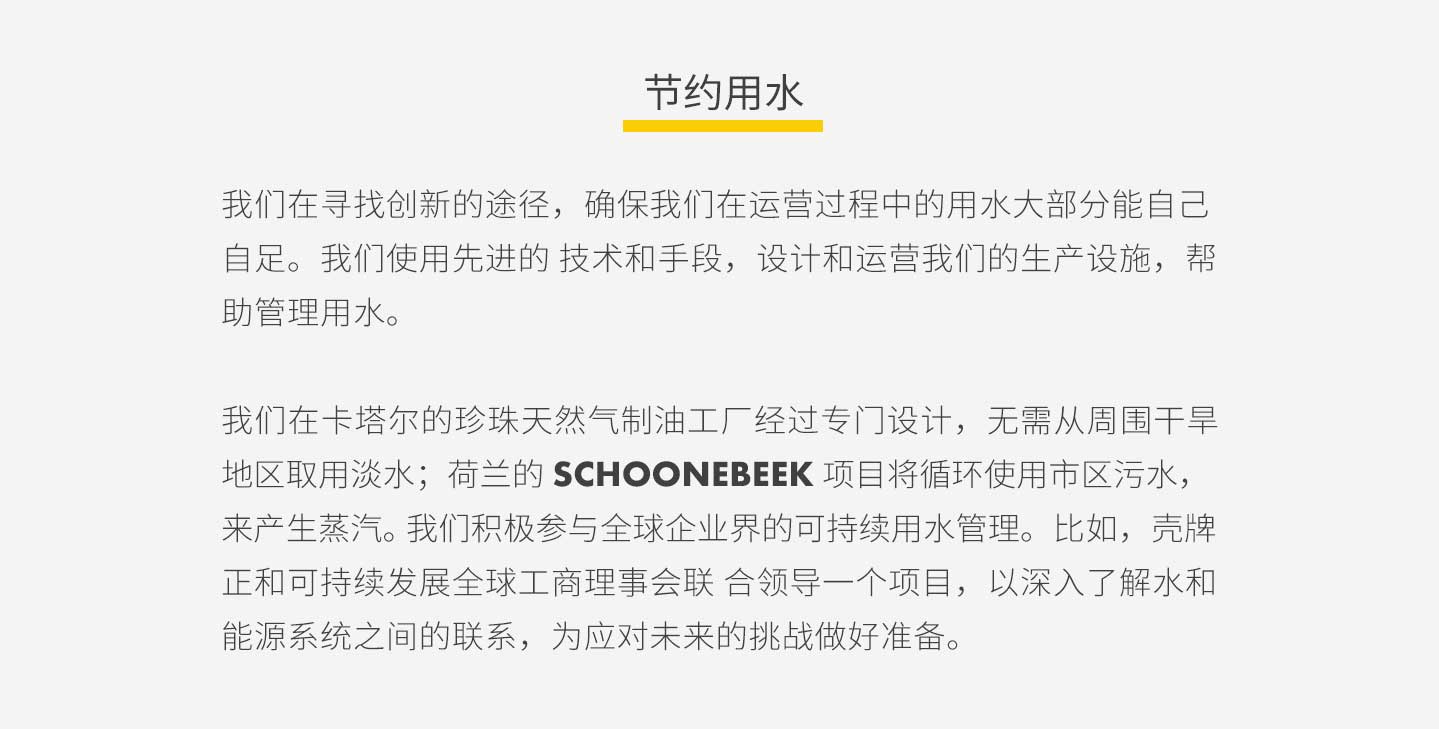 节约用水
我们在寻找创新的途径，确保我们在运营过程中的用水大部分能自己
自足。我们使用先进的 技术和手段，设计和运营我们的生产设施，帮
助管理用水。
我们在卡塔尔的珍珠天然气制油工厂经过专门设计，无需从周围干旱
地区取用淡水；荷兰的 SCHOONEBEEK 项目将循环使用市区污水，
来产生蒸汽。我们积极参与全球企业界的可持续用水管理。比如，壳牌
正和可持续发展全球工商理事会联 合领导一个项目，以深入了解水和
能源系统之间的联系，为应对未来的挑战做好准备。